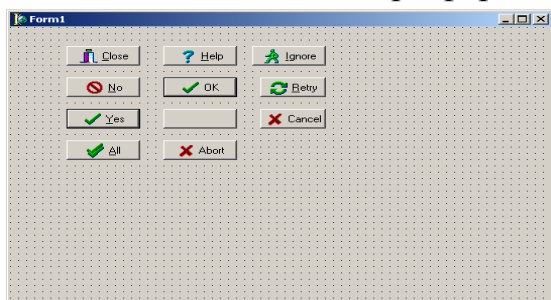 Form1
Close Help Ignore
No OK Retry
Yes Cancel
All Abort